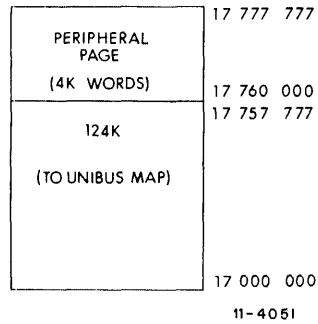 17 777 777
PERIPHERAL
PAGE
(4K WORDS)
17 760 000
17 757 777
124K
(TO UNIBUS MAP)
17 000 000
11-4051